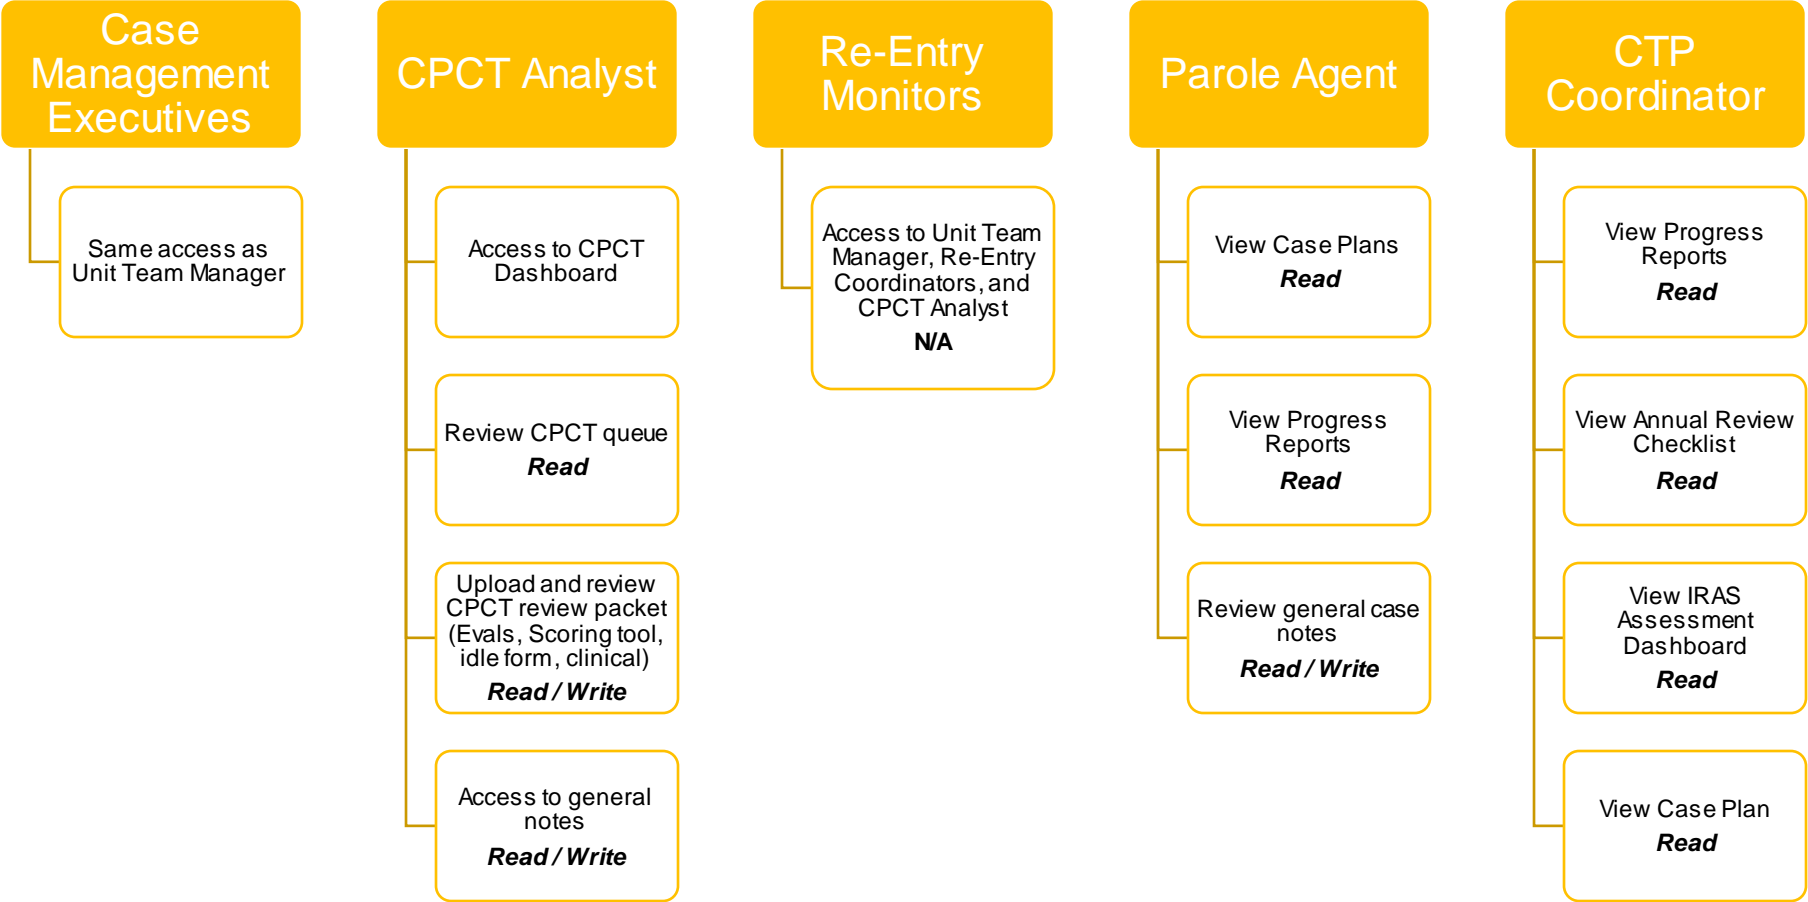 Case
Management
Executives
Same access as
Unit Team Manager
CPCT Analyst
Access to CPCT
Dashboard
Review CPCT queue
Read
Upload and review
CPCT review packet
(Evals, Scoring tool,
idle form, clinical)
Read / Write
Access to general
notes
Read / Write
Re-Entry
Monitors
Access to Unit Team
Manager, Re-Entry
Coordinators, and
CPCT Analyst
N/A
Parole Agent
View Case Plans
Read
View Progress
Reports
Read
Review general case
notes
Read / Write
CTP
Coordinator
View Progress
Reports
Read
View Annual Review
Checklist
Read
View IRAS
Assessment
Dashboard
Read
View Case Plan
Read